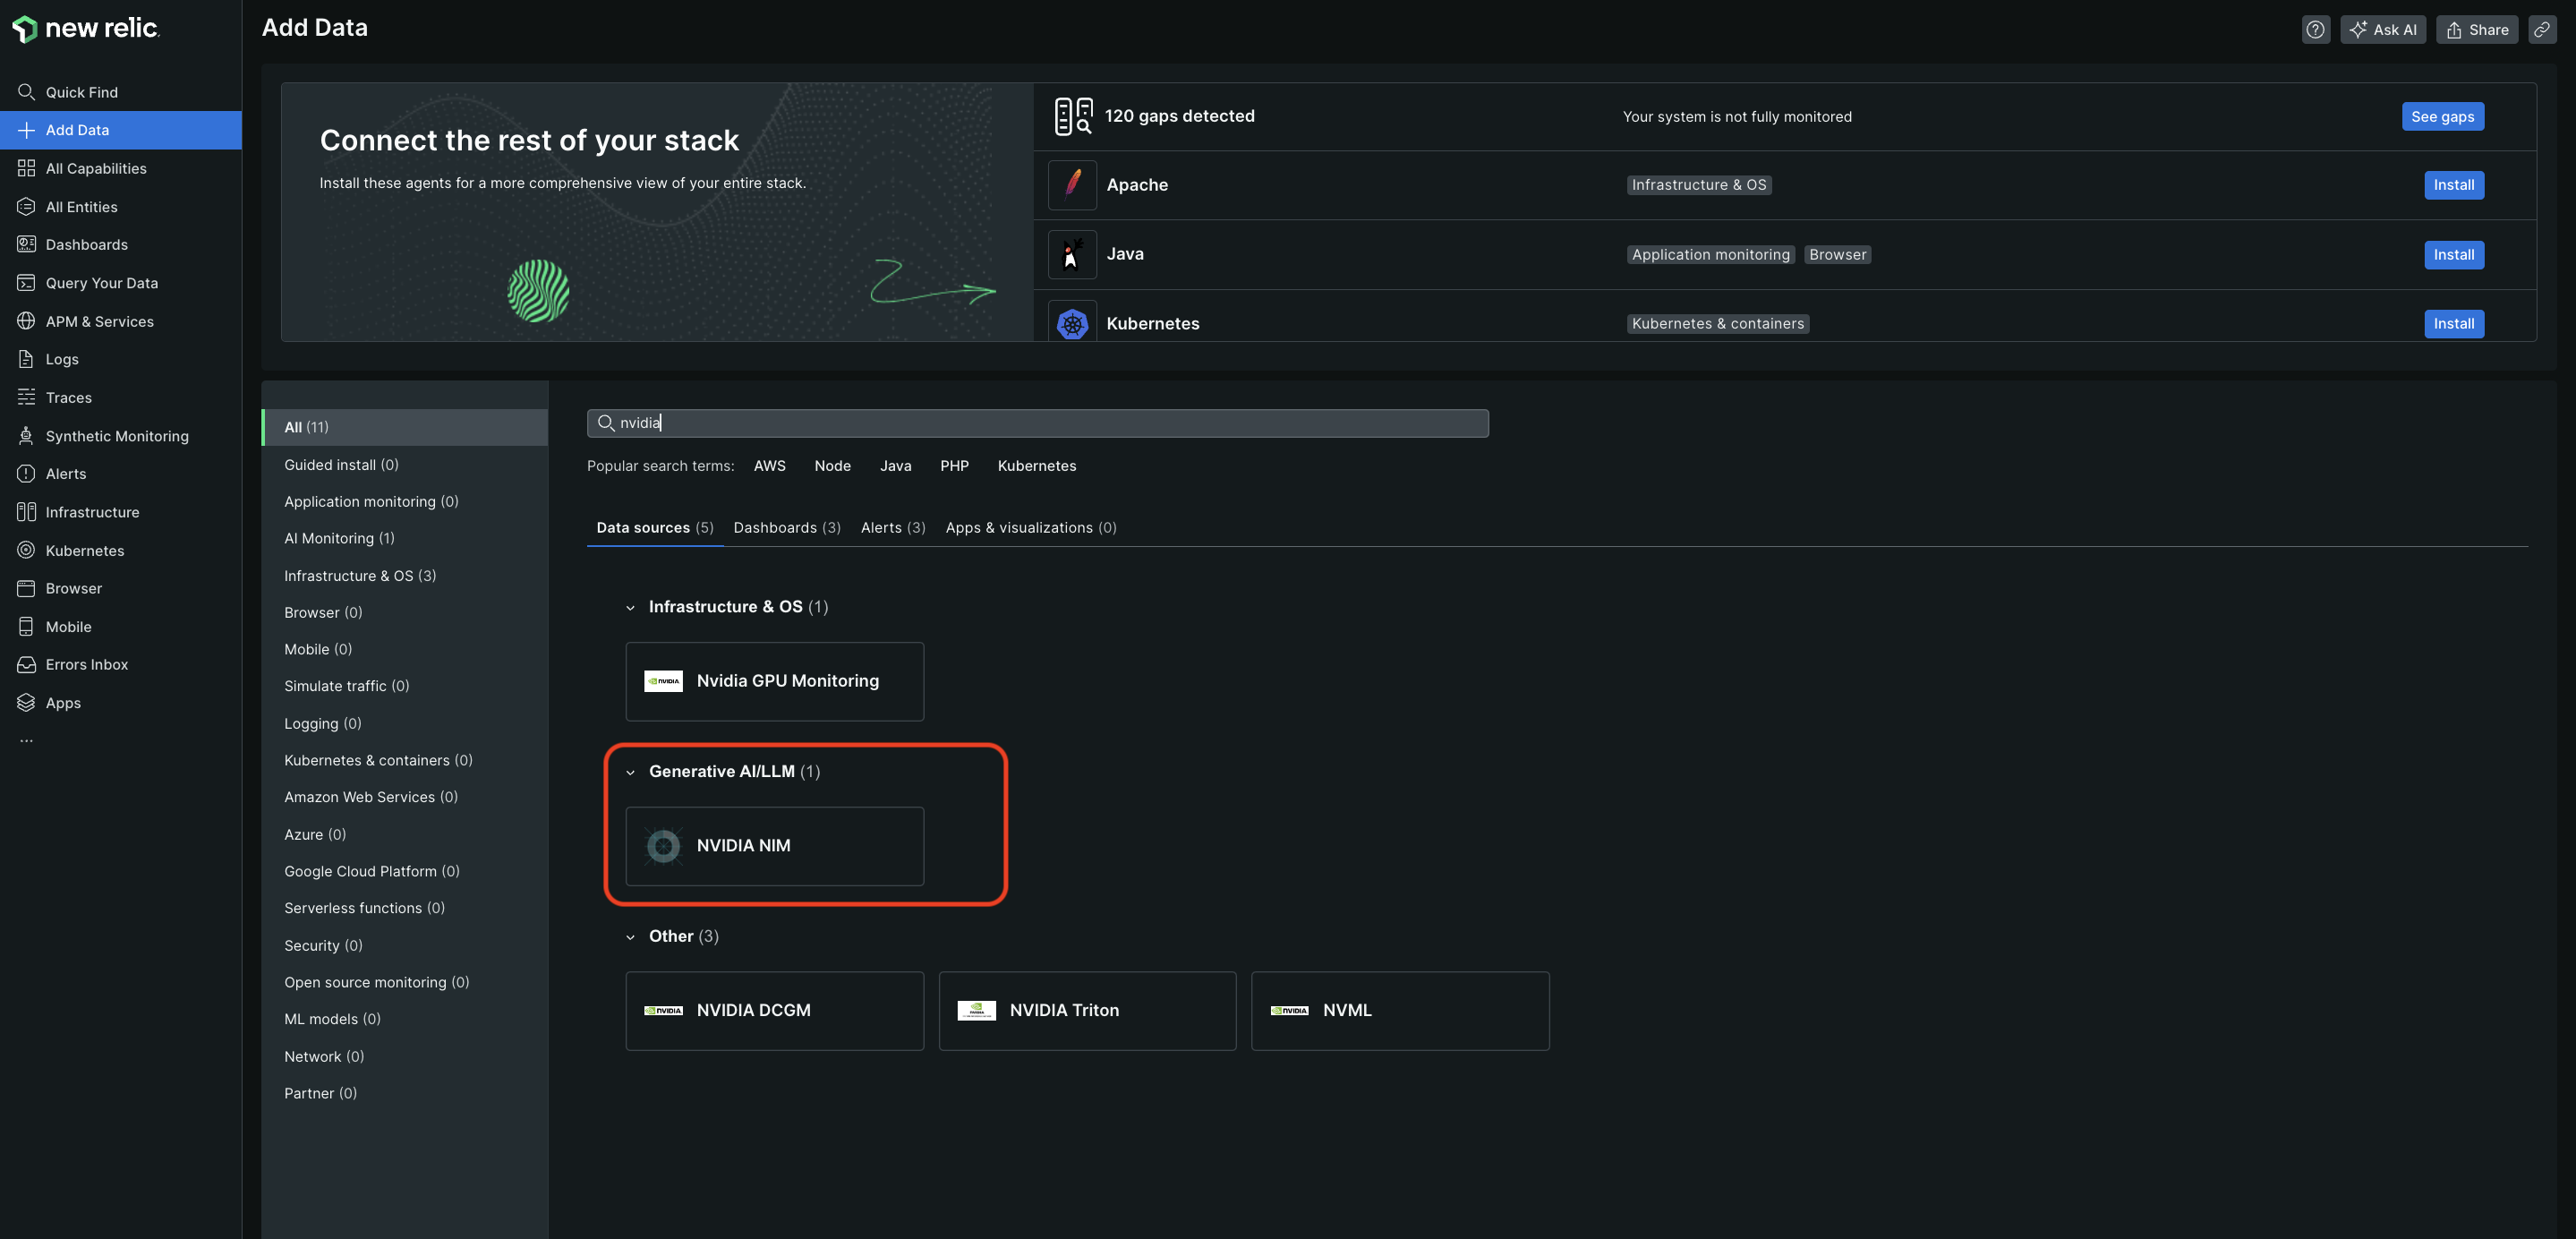 new relic
Quick Find
Add Data
All Capabilities
All Entities
Dashboards
Query Your Data
APM & Services
Logs
Traces
Synthetic Monitoring
Alerts
Infrastructure
Kubernetes
Browser
Mobile
Errors Inbox
Apps
...
Add Data
Ask AI
Share
Connect the rest of your stack
Install these agents for a more comprehensive view of your entire stack.
120 gaps detected
Your system is not fully monitored
See gaps
Apache
Infrastructure & OS
Install
Java
Application monitoring
Browser
Install
Kubernetes
Kubernetes & containers
Install
All (11)
Guided install (0)
Application monitoring (0)
AI Monitoring (1)
Infrastructure & OS (3)
Browser (0)
Mobile (0)
Simulate traffic (0)
Logging (0)
Kubernetes & containers (0)
Amazon Web Services (0)
Azure (0)
Google Cloud Platform (0)
Serverless functions (0)
Security (0)
Open source monitoring (0)
ML models (0)
Network (0)
Partner (0)
nvidia
Popular search terms: AWS Node Java PHP Kubernetes
Data sources (5) Dashboards (3) Alerts (3) Apps & visualizations (0)
Infrastructure & OS (1)
NVIDIA
Nvidia GPU Monitoring
Generative AI/LLM (1)
NVIDIA NIM
Other (3)
NVIDIA
NVIDIA DCGM
NVIDIA
NVIDIA Triton
NVIDIA
NVML